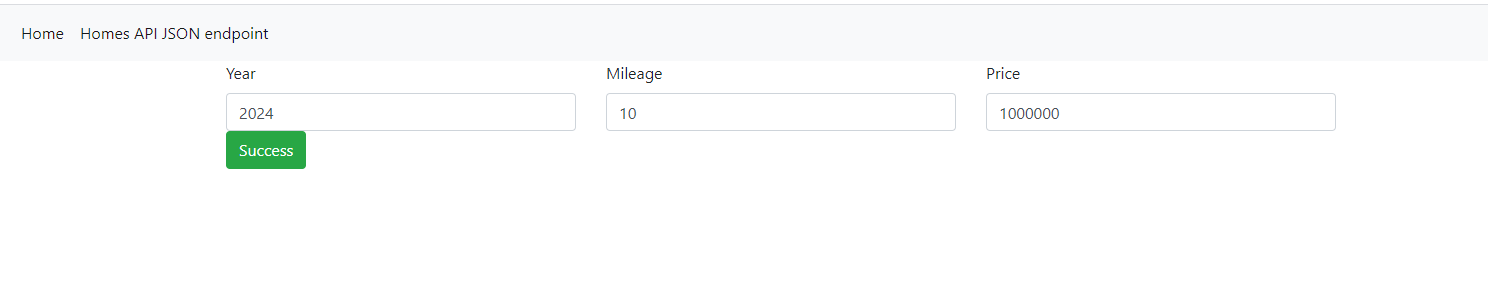 Home Homes API JSON endpoint
Year Mileage Price
2024 10 1000000
Success